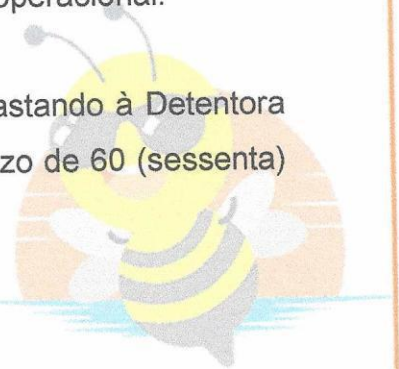 operacional.
astando à Detentora
zo de 60 (sessenta)